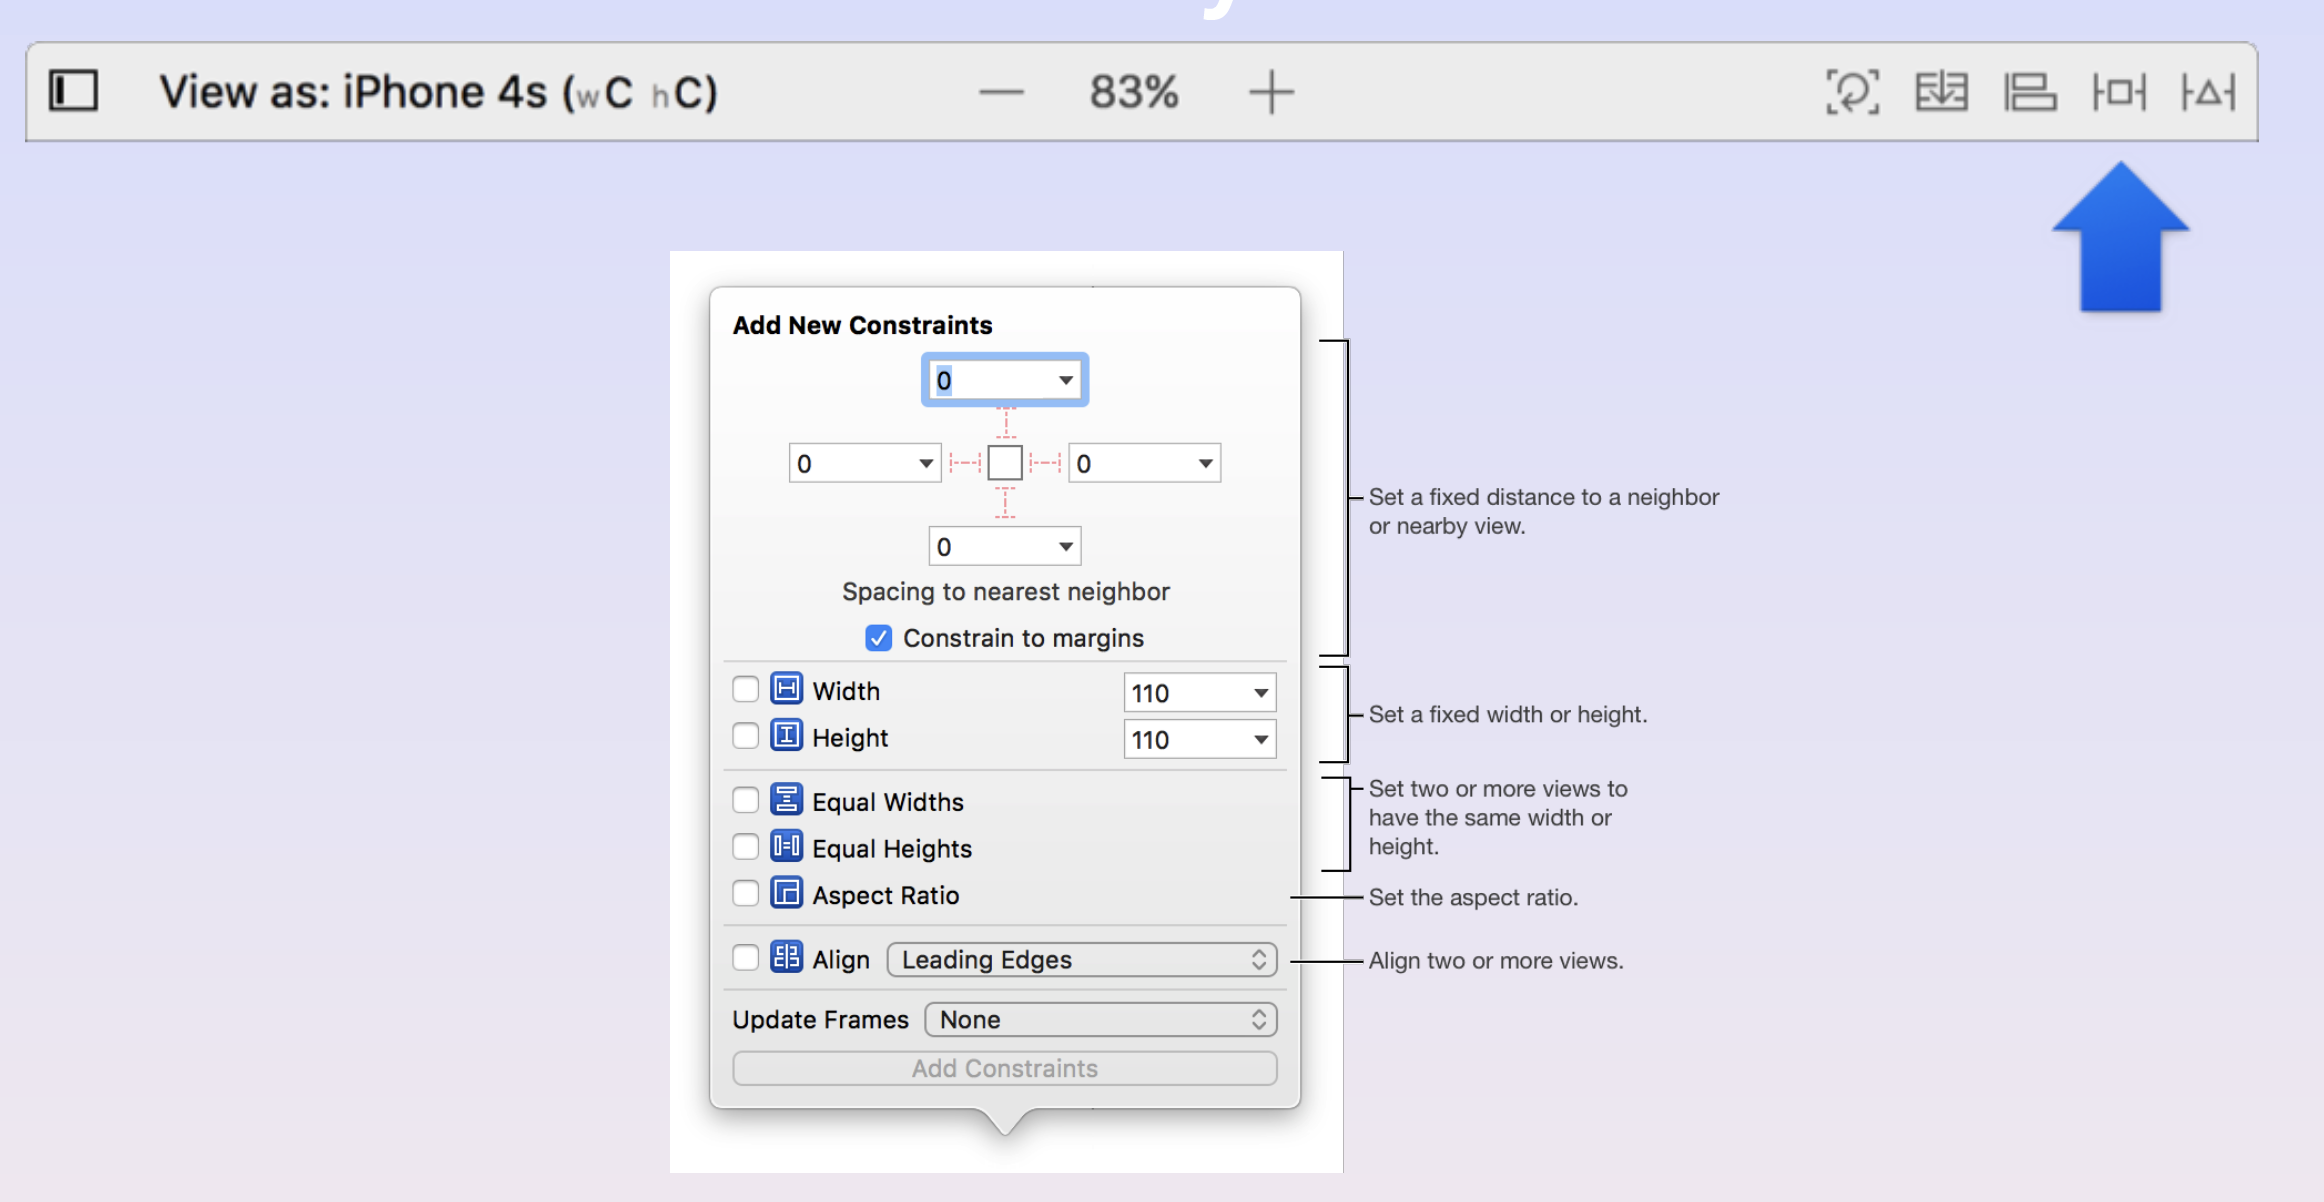 View as: iPhone 4s (wC hC)
83%
Add New Constraints
0
0
0
0
Spacing to nearest neighbor
Constrain to margins
Width
110
Height
110
Equal Widths
Equal Heights
Aspect Ratio
Align
Leading Edges
Update Frames
None
Add Constraints
Set a fixed distance to a neighbor
or nearby view.
Set a fixed width or height.
Set two or more views to
have the same width or
height.
Set the aspect ratio.
Align two or more views.